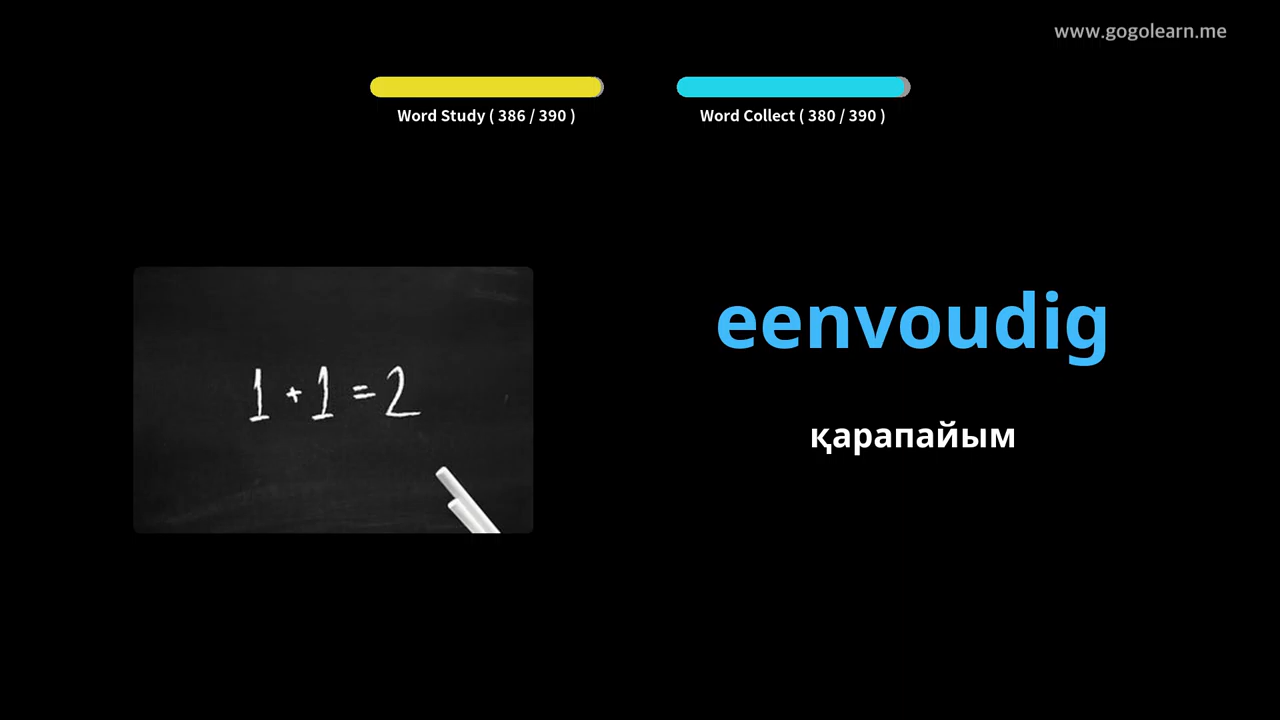 www.gogolearn.me
Word Study ( 386 / 390 )
Word Collect ( 380 / 390 )
1 + 1 = 2
eenvoudig
қарапайым